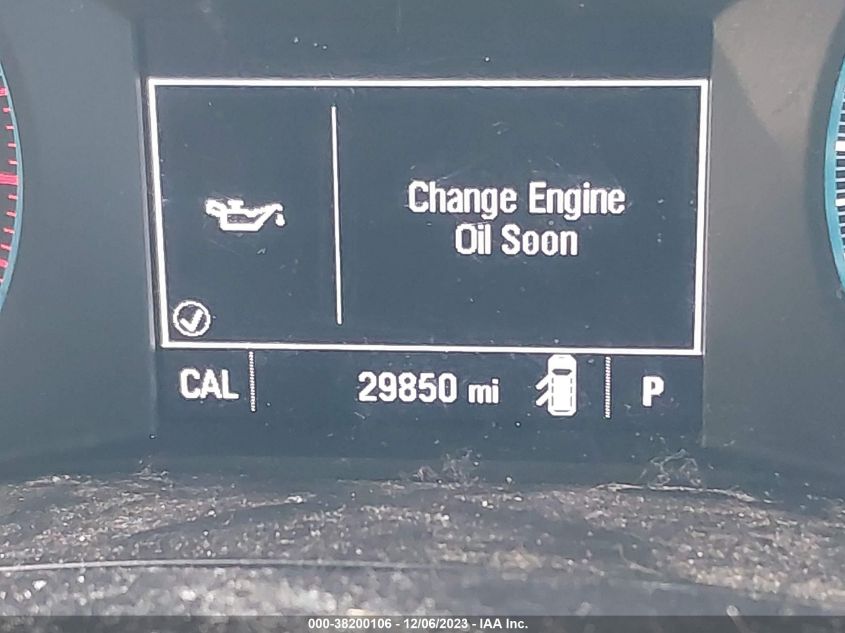 Change Engine
Oil Soon
CAL 29850 mi P
000-38200106 - 12/06/2023 - IAA Inc.